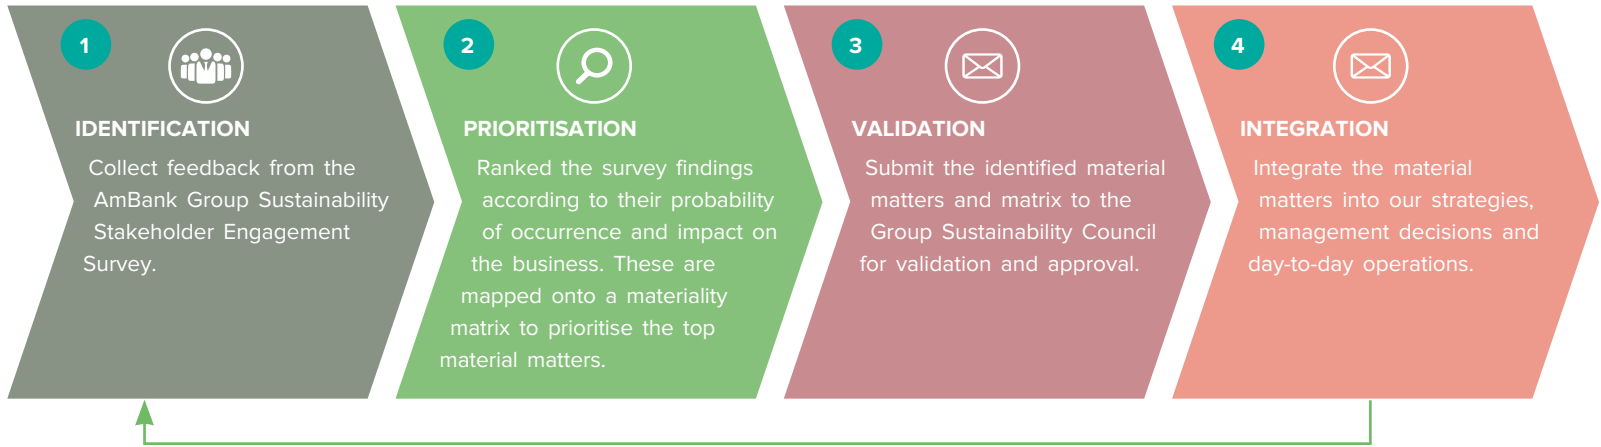 1
IDENTIFICATION
Collect feedback from the
AmBank Group Sustainability
Stakeholder Engagement
Survey.
2
PRIORITISATION
Ranked the survey findings
according to their probability
of occurrence and impact on
the business. These are
mapped onto a materiality
matrix to prioritise the top
material matters.
3
VALIDATION
Submit the identified material
matters and matrix to the
Group Sustainability Council
for validation and approval.
4
INTEGRATION
Integrate the material
matters into our strategies,
management decisions and
day-to-day operations.